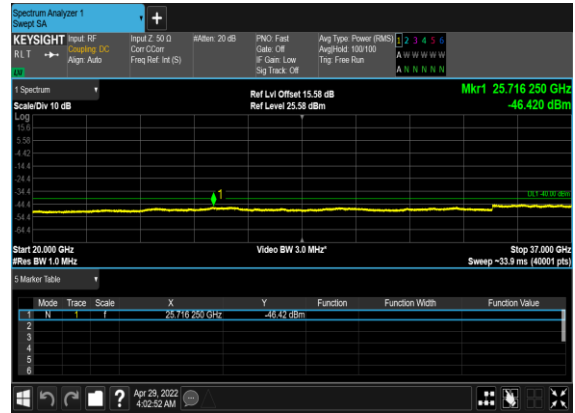 Spectrum Analyzer 1
Swept SA
+
KEYSIGHT Input: RF Input Z: 50 Ω #Atten: 20 dB PNO: Fast Avg Type: Power (RMS) 1 2 3 4 5 6
RLT Coupling: DC Corr CCorr Gate: Off Avg|Hold: 100/100 A W W W W W
Align: Auto Freq Ref: Int (S) IF Gain: Low Trig: Free Run
LW Sig Track: Off A N N N N N
1 Spectrum Ref Lvl Offset 15.58 dB Mkr1 25.716 250 GHz
Scale/Div 10 dB Ref Level 25.58 dBm -46.420 dBm
Log
15.6
5.58
-4.42
-14.4
-24.4
-34.4 1 DL1 -40.90 dBm
-44.4
-54.4
-64.4
Start 20.000 GHz Video BW 3.0 MHz* Stop 37.000 GHz
#Res BW 1.0 MHz Sweep ~33.9 ms (40001 pts)
5 Marker Table
Mode Trace Scale X Y Function Function Width Function Value
1 N 1 f 25.716 250 GHz -46.42 dBm
2
3
4
5
6
? Apr 29, 2022
4:02:52 AM